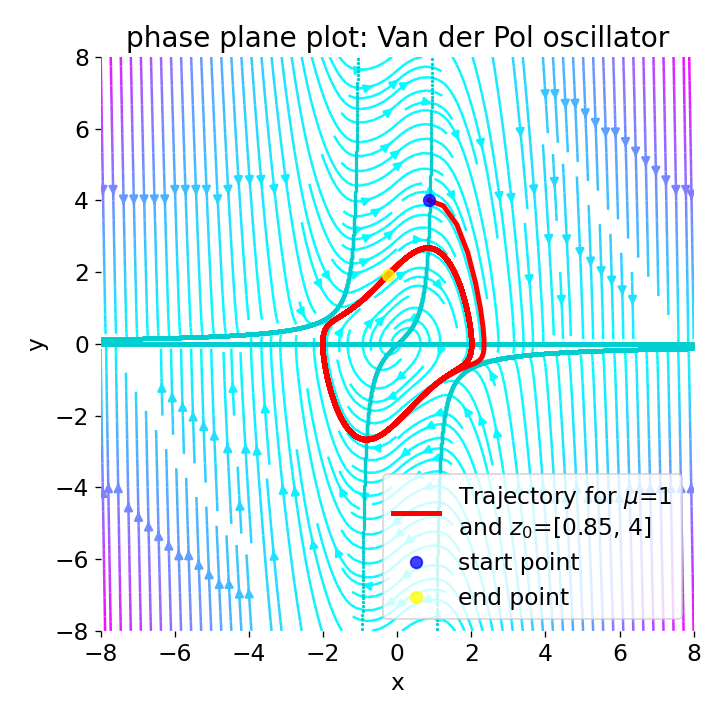 phase plane plot: Van der Pol oscillator
8
6
4
2
0
−2
−4
−6
−8
y
−8 −6 −4 −2 0 2 4 6 8
x
Trajectory for μ=1
and z₀=[0.85, 4]
start point
end point